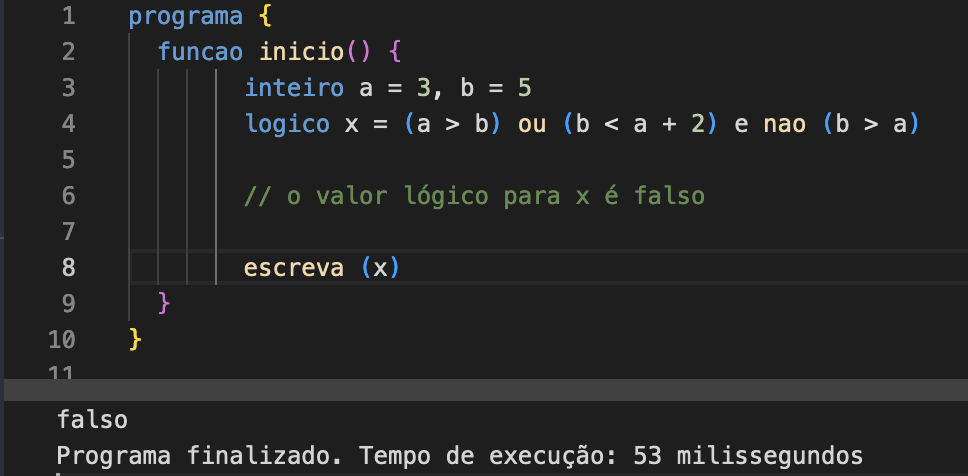 1 programa {
2 funcao inicio() {
3 inteiro a = 3, b = 5
4 logico x = (a > b) ou (b < a + 2) e nao (b > a)
5
6 // o valor lógico para x é falso
7
8 escreva (x)
9 }
10 }
11
falso
Programa finalizado. Tempo de execução: 53 milissegundos